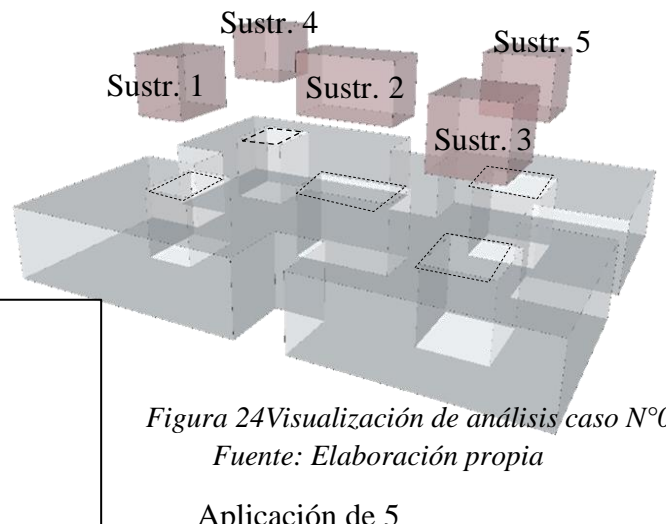 Sustr. 4
Sustr. 5
Sustr. 1
Sustr. 2
Sustr. 3
Figura 24Visualización de análisis caso N°0
Fuente: Elaboración propia
Aplicación de 5